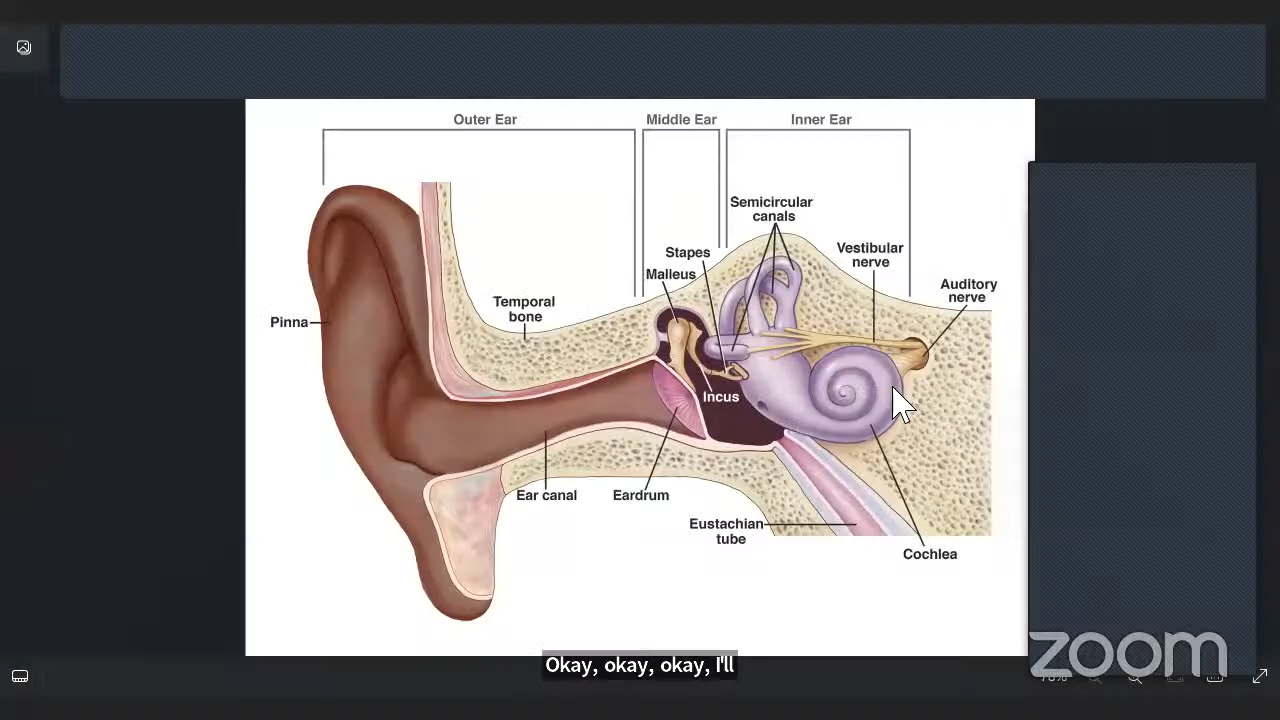 Outer Ear
Middle Ear
Inner Ear
Semicircular
canals
Stapes
Vestibular
nerve
Malleus
Auditory
nerve
Temporal
bone
Pinna
Incus
Ear canal
Eardrum
Eustachian
tube
Cochlea
Okay, okay, okay, I'll
zoom